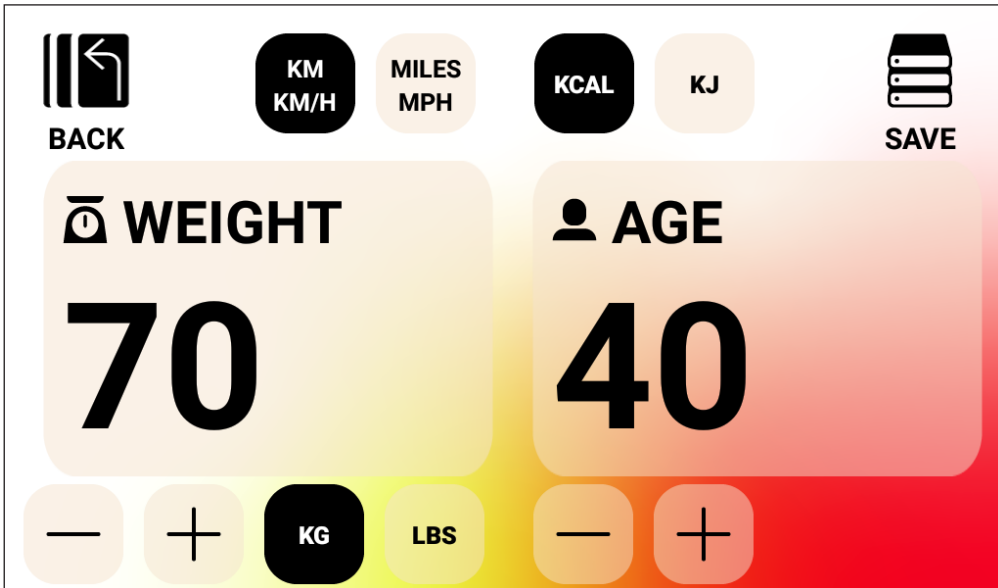 KM
KM/H
MILES
MPH
KCAL
KJ
BACK
SAVE
WEIGHT
70
AGE
40
KG
LBS